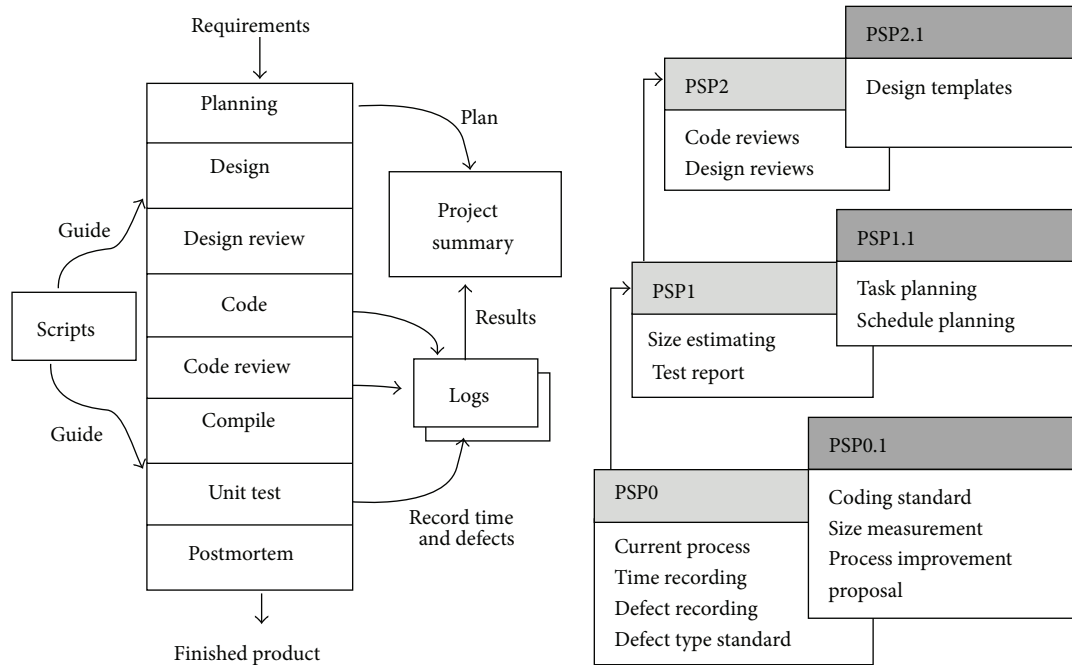 Requirements
Planning
Design
Design review
Code
Code review
Compile
Unit test
Postmortem
Finished product
Guide
Scripts
Guide
Plan
Project
summary
Results
Logs
Record time
and defects
PSP2.1
Design templates
PSP2
Code reviews
Design reviews
PSP1.1
Task planning
Schedule planning
PSP1
Size estimating
Test report
PSP0.1
Coding standard
Size measurement
Process improvement
proposal
PSP0
Current process
Time recording
Defect recording
Defect type standard